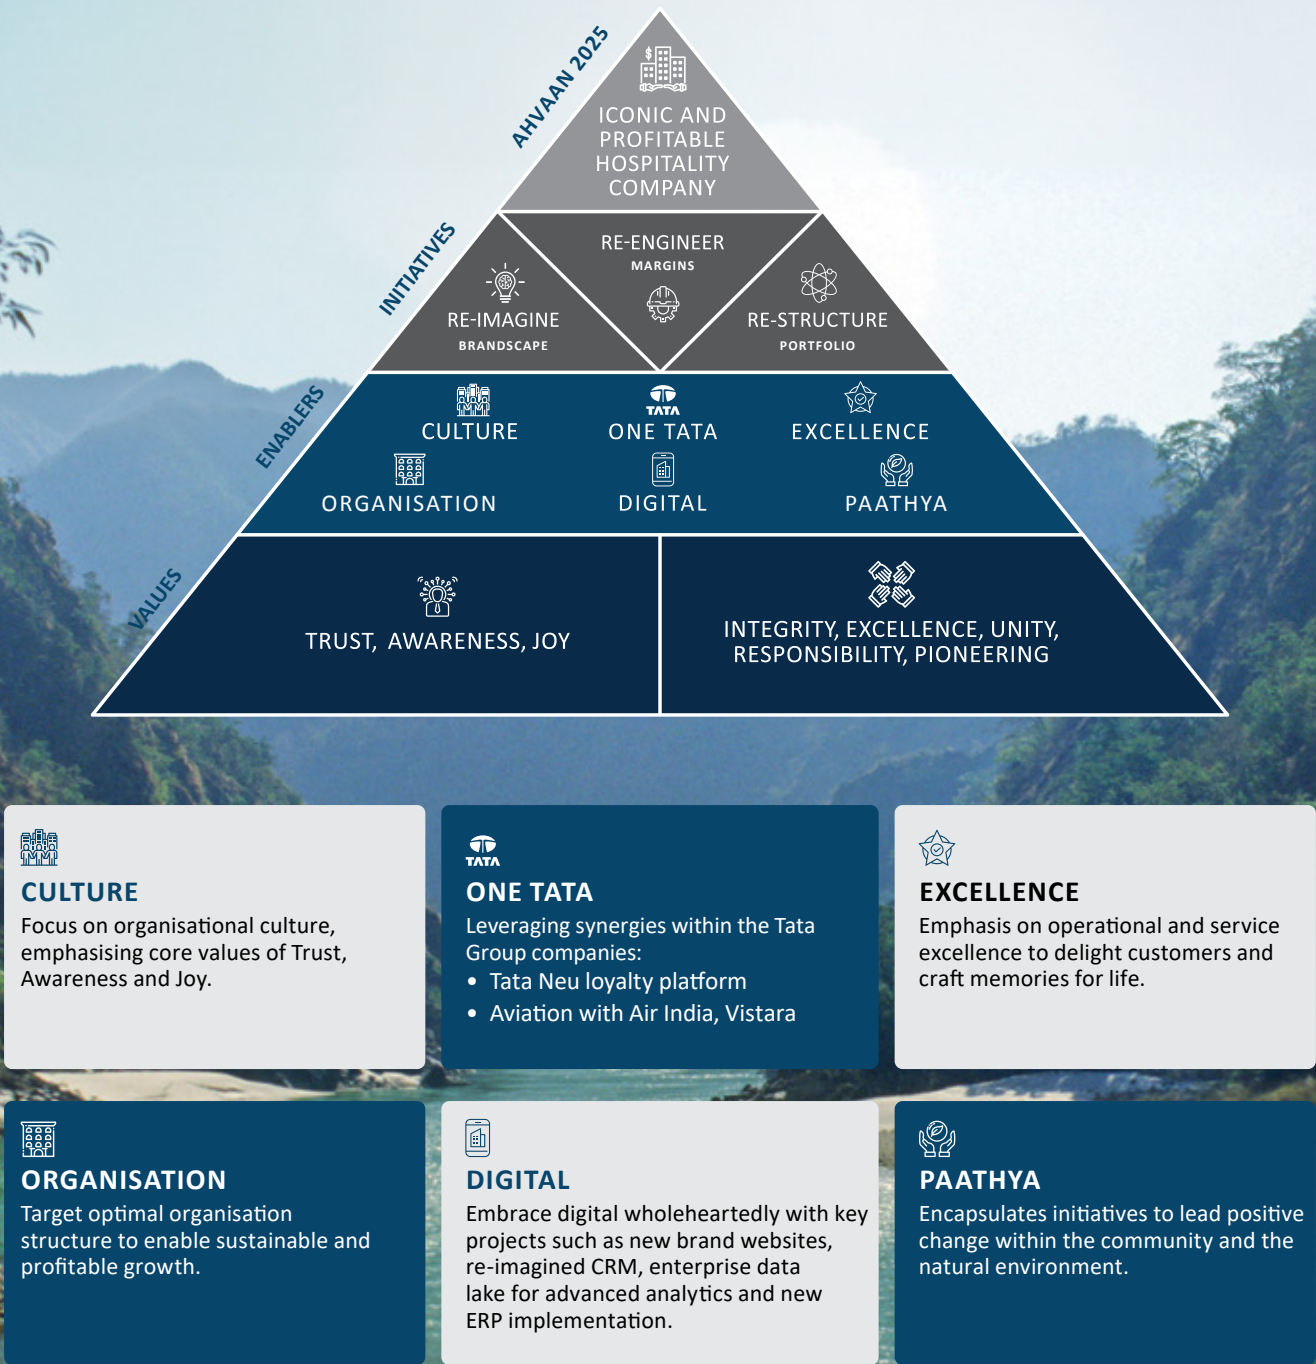 AHVAAN 2025
ICONIC AND
PROFITABLE
HOSPITALITY
COMPANY
INITIATIVES
RE-ENGINEER
MARGINS
RE-IMAGINE
BRANDSCAPE
RE-STRUCTURE
PORTFOLIO
ENABLERS
CULTURE
TATA
ONE TATA
EXCELLENCE
ORGANISATION
DIGITAL
PAATHYA
VALUES
TRUST, AWARENESS, JOY
INTEGRITY, EXCELLENCE, UNITY,
RESPONSIBILITY, PIONEERING
CULTURE
Focus on organisational culture,
emphasising core values of Trust,
Awareness and Joy.
TATA
ONE TATA
Leveraging synergies within the Tata
Group companies:
• Tata Neu loyalty platform
• Aviation with Air India, Vistara
EXCELLENCE
Emphasis on operational and service
excellence to delight customers and
craft memories for life.
ORGANISATION
Target optimal organisation
structure to enable sustainable and
profitable growth.
DIGITAL
Embrace digital wholeheartedly with key
projects such as new brand websites,
re-imagined CRM, enterprise data
lake for advanced analytics and new
ERP implementation.
PAATHYA
Encapsulates initiatives to lead positive
change within the community and the
natural environment.